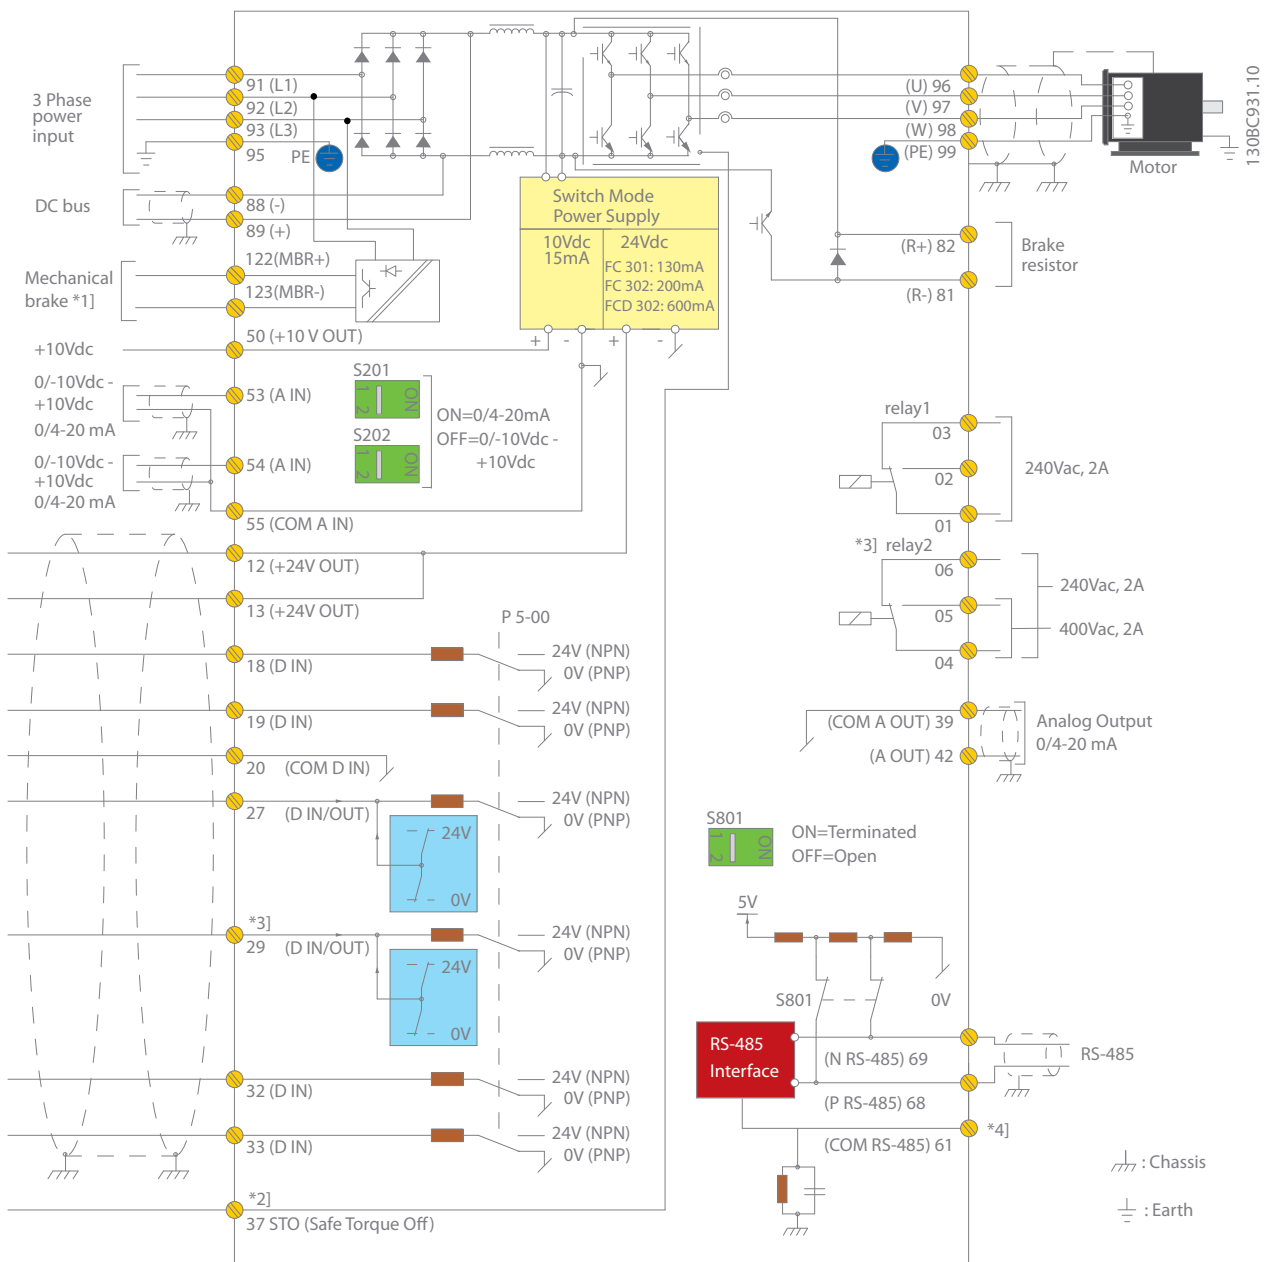 3 Phase
power
input
91 (L1)
92 (L2)
93 (L3)
95
PE
DC bus
88 (-)
89 (+)
122(MBR+)
Mechanical
brake *1]
123(MBR-)
50 (+10 V OUT)
+10Vdc
0/-10Vdc -
+10Vdc
0/4-20 mA
53 (A IN)
0/-10Vdc -
+10Vdc
0/4-20 mA
54 (A IN)
55 (COM A IN)
12 (+24V OUT)
13 (+24V OUT)
18 (D IN)
19 (D IN)
20 (COM D IN)
27 (D IN/OUT)
*3]
29 (D IN/OUT)
32 (D IN)
33 (D IN)
*2]
37 STO (Safe Torque Off)
Switch Mode
Power Supply
10Vdc
15mA
24Vdc
FC 301: 130mA
FC 302: 200mA
FCD 302: 600mA
+ - + -
S201
1 2 ON
S202
1 2 ON
ON=0/4-20mA
OFF=0/-10Vdc -
+10Vdc
P 5-00
24V (NPN)
0V (PNP)
24V (NPN)
0V (PNP)
24V (NPN)
0V (PNP)
24V
0V
24V (NPN)
0V (PNP)
24V
0V
24V (NPN)
0V (PNP)
24V (NPN)
0V (PNP)
(U) 96
(V) 97
(W) 98
(PE) 99
Motor
130BC931.10
(R+) 82
Brake
resistor
(R-) 81
relay1
03
02
01
240Vac, 2A
*3] relay2
06
05
04
240Vac, 2A
400Vac, 2A
(COM A OUT) 39
(A OUT) 42
Analog Output
0/4-20 mA
S801
1 2 ON
ON=Terminated
OFF=Open
5V
S801
0V
RS-485
Interface
(N RS-485) 69
(P RS-485) 68
(COM RS-485) 61
RS-485
*4]
: Chassis
: Earth